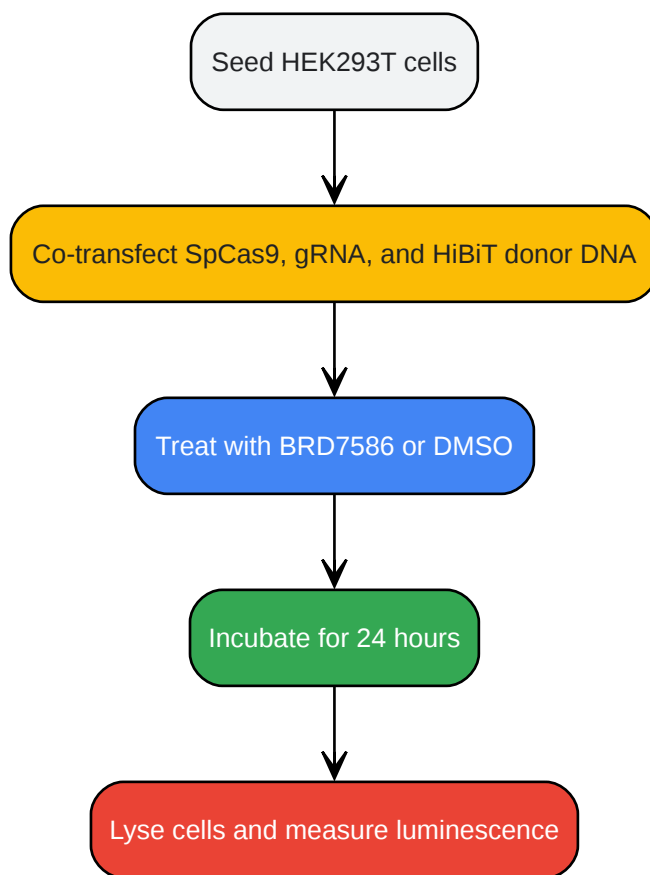 Seed HEK293T cells
Co-transfect SpCas9, gRNA, and HiBiT donor DNA
Treat with BRD7586 or DMSO
Incubate for 24 hours
Lyse cells and measure luminescence